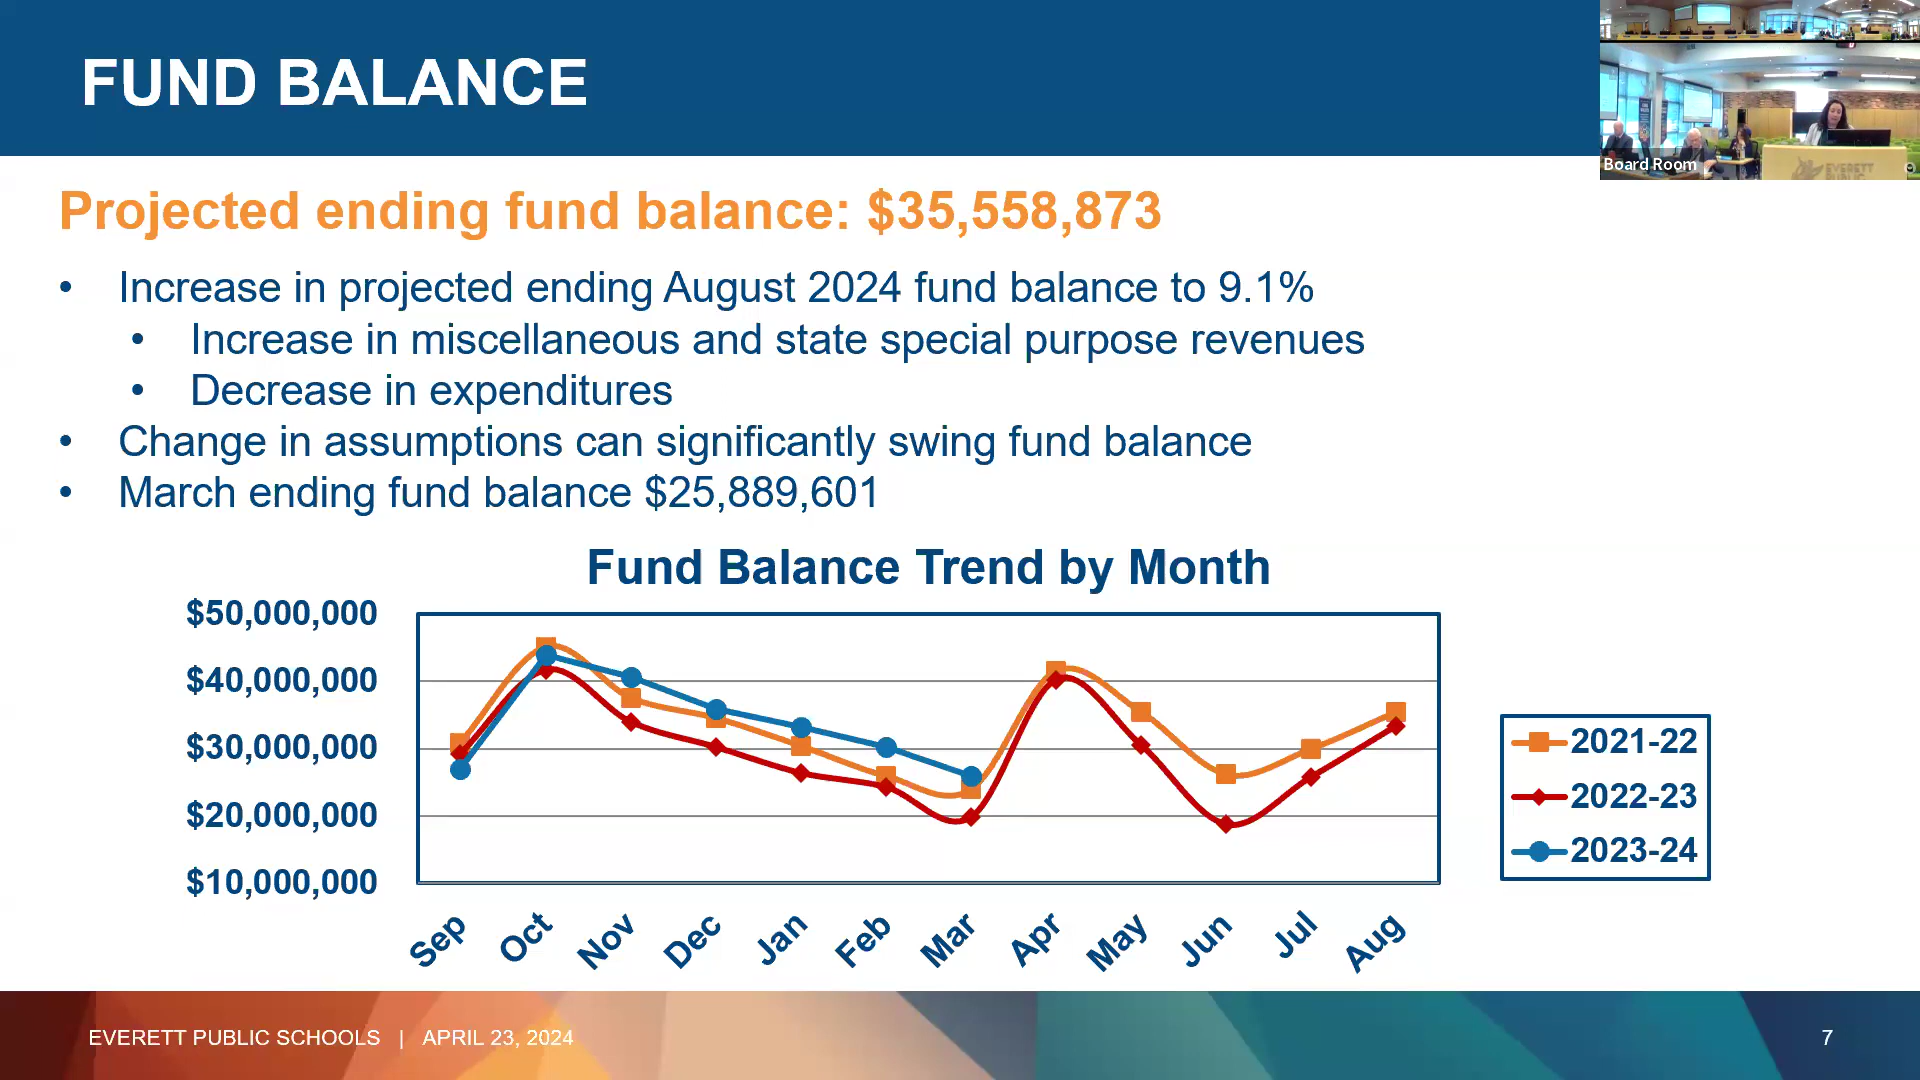 FUND BALANCE
Board Room
EVERETT
Projected ending fund balance: $35,558,873
• Increase in projected ending August 2024 fund balance to 9.1%
• Increase in miscellaneous and state special purpose revenues
• Decrease in expenditures
• Change in assumptions can significantly swing fund balance
• March ending fund balance $25,889,601
Fund Balance Trend by Month
$50,000,000
$40,000,000
$30,000,000
$20,000,000
$10,000,000
Sep Oct Nov Dec Jan Feb Mar Apr May Jun Jul Aug
2021-22
2022-23
2023-24
EVERETT PUBLIC SCHOOLS | APRIL 23, 2024
7